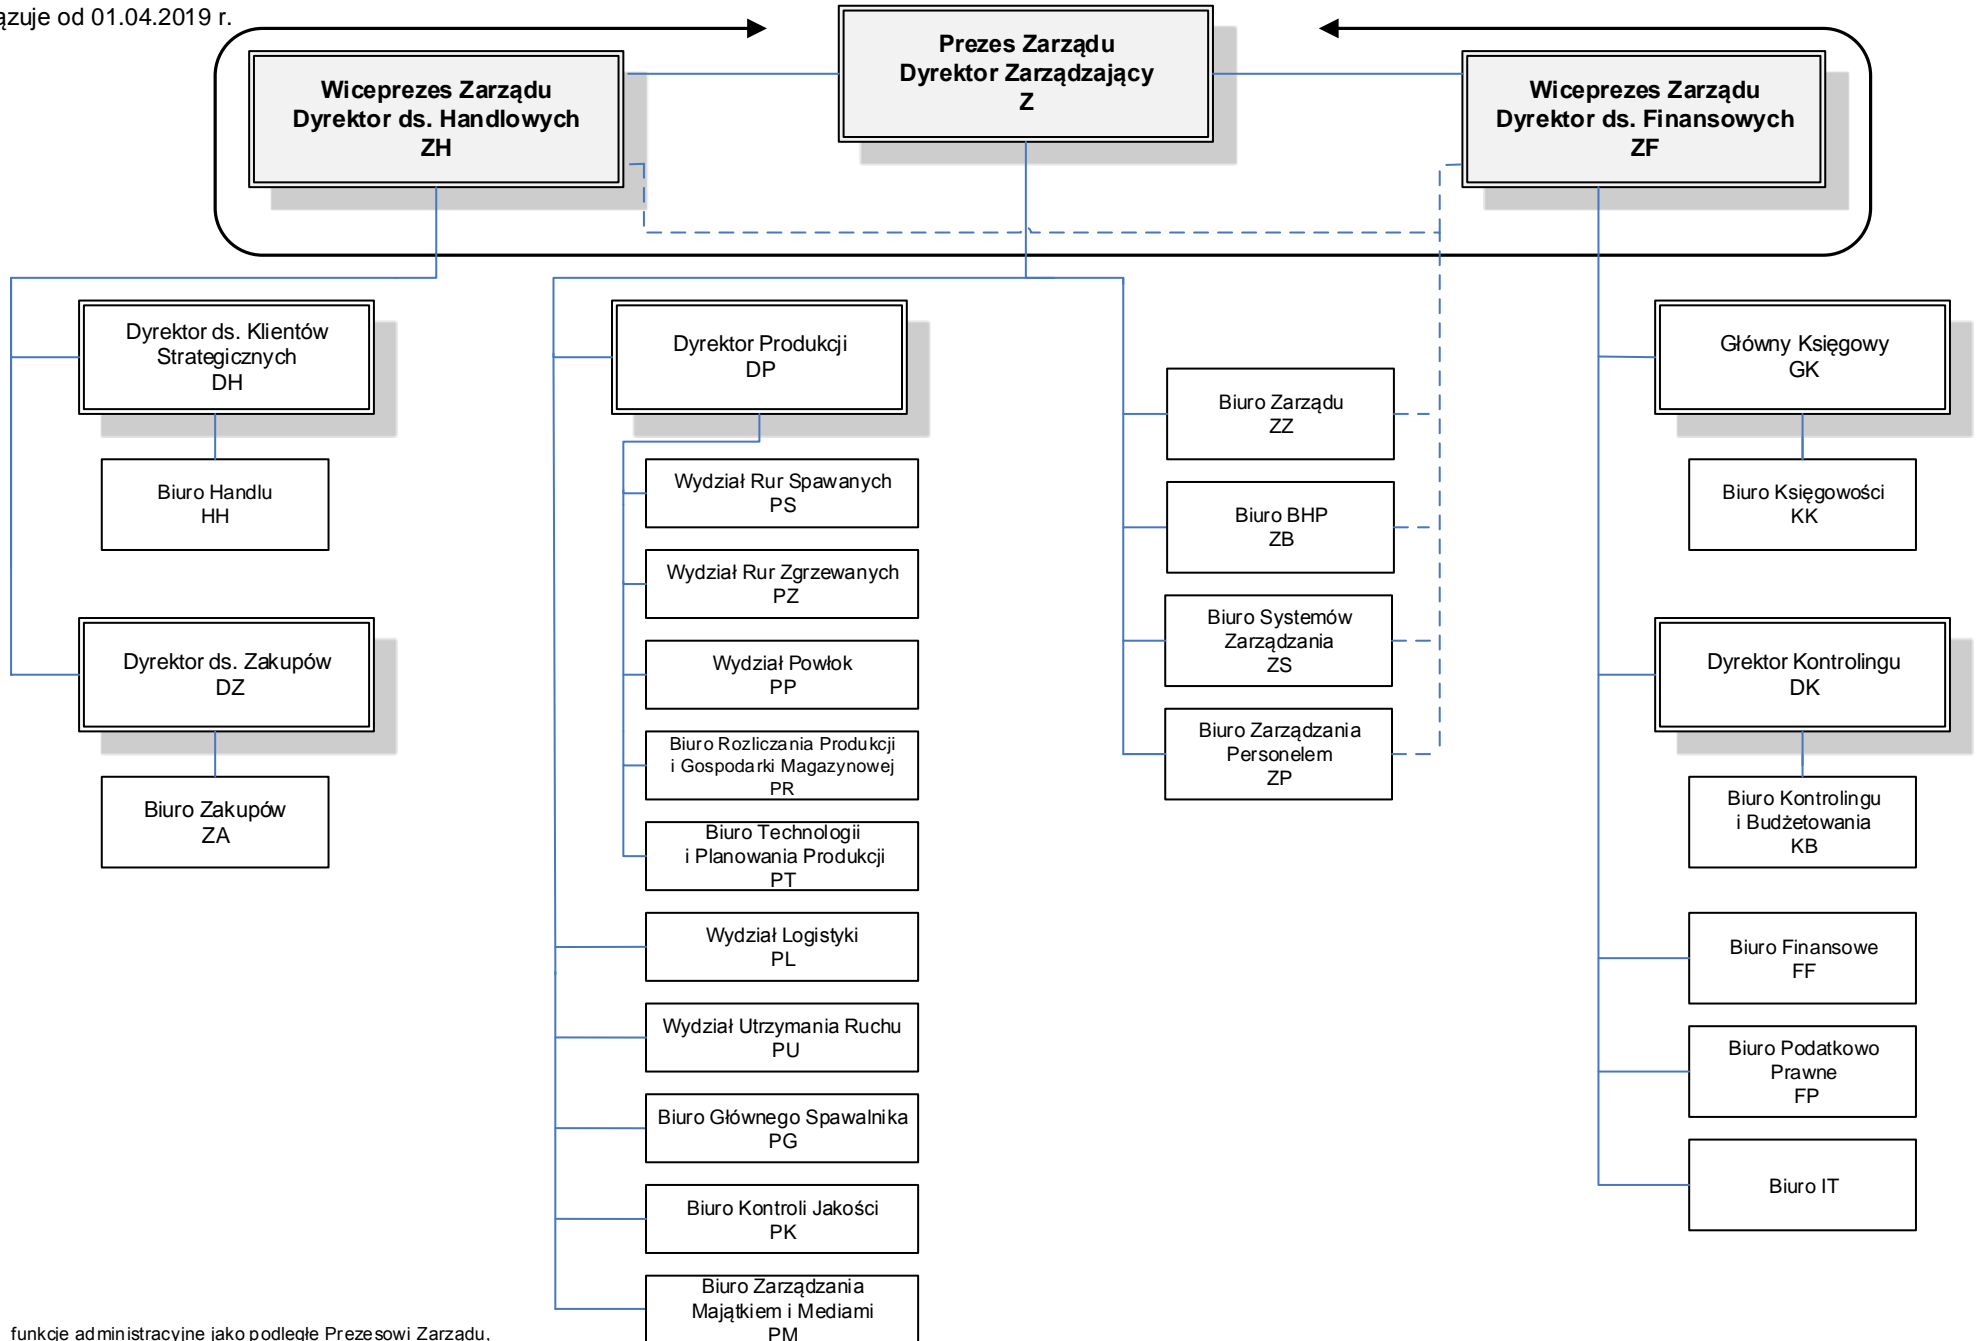 od 01.04.2019 r.
Prezes Zarządu
Dyrektor Zarządzający
Z
Wiceprezes Zarządu
Dyrektor ds. Handlowych
ZH
Wiceprezes Zarządu
Dyrektor ds. Finansowych
ZF
Dyrektor ds. Klientów
Strategicznych
DH
Biuro Handlu
HH
Dyrektor ds. Zakupów
DZ
Biuro Zakupów
ZA
Dyrektor Produkcji
DP
Wydział Rur Spawanych
PS
Wydział Rur Zgrzewanych
PZ
Wydział Powłok
PP
Biuro Rozliczania Produkcji
i Gospodarki Magazynowej
PR
Biuro Technologii
i Planowania Produkcji
PT
Wydział Logistyki
PL
Wydział Utrzymania Ruchu
PU
Biuro Głównego Spawalnika
PG
Biuro Kontroli Jakości
PK
Biuro Zarządzania
Majątkiem i Mediami
PM
Biuro Zarządu
ZZ
Biuro BHP
ZB
Biuro Systemów
Zarządzania
ZS
Biuro Zarządzania
Personelem
ZP
Główny Księgowy
GK
Biuro Księgowości
KK
Dyrektor Kontrolingu
DK
Biuro Kontrolingu
i Budżetowania
KB
Biuro Finansowe
FF
Biuro Podatkowo
Prawne
FP
Biuro IT
funkcje administracyjne jako podległe Prezesowi Zarządu,